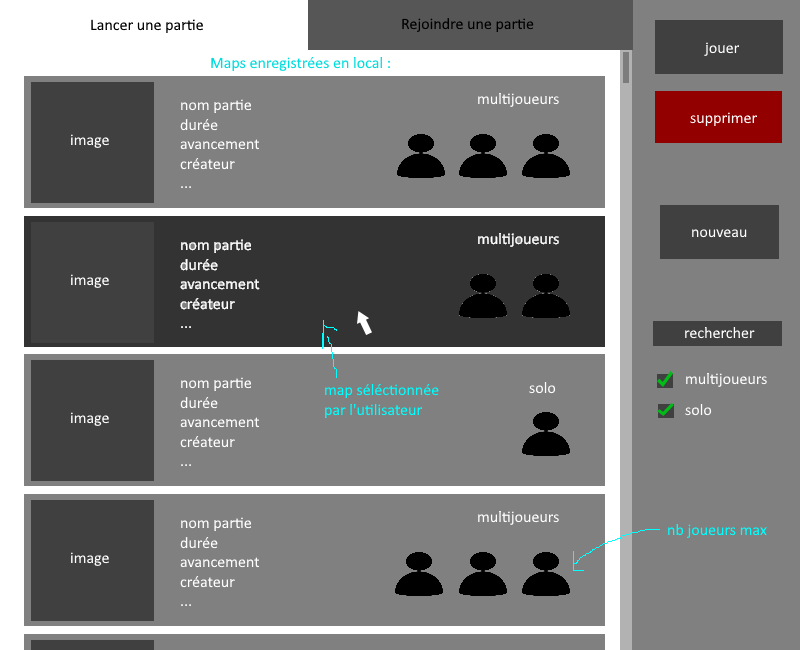 Lancer une partie
Rejoindre une partie
Maps enregistrées en local :
image
nom partie
durée
avancement
créateur
...
multijoueurs
image
nom partie
durée
avancement
créateur
...
multijoueurs
map séléctionnée
par l'utilisateur
image
nom partie
durée
avancement
créateur
...
solo
image
nom partie
durée
avancement
créateur
...
multijoueurs
nb joueurs max
jouer
supprimer
nouveau
rechercher
multijoueurs
solo